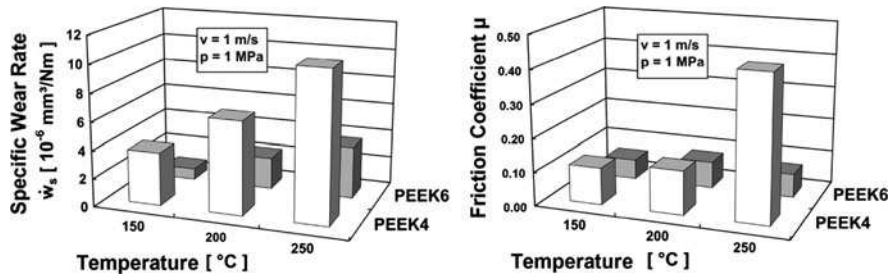 Specific Wear Rate
ẇs [ 10-6 mm³/Nm]
12
10
8
6
4
2
0
v = 1 m/s
p = 1 MPa
PEEK6
PEEK4
150
200
250
Temperature [ °C]
Friction Coefficient μ
0.50
0.40
0.30
0.20
0.10
0.00
v = 1 m/s
p = 1 MPa
PEEK6
PEEK4
150
200
250
Temperature [ °C]